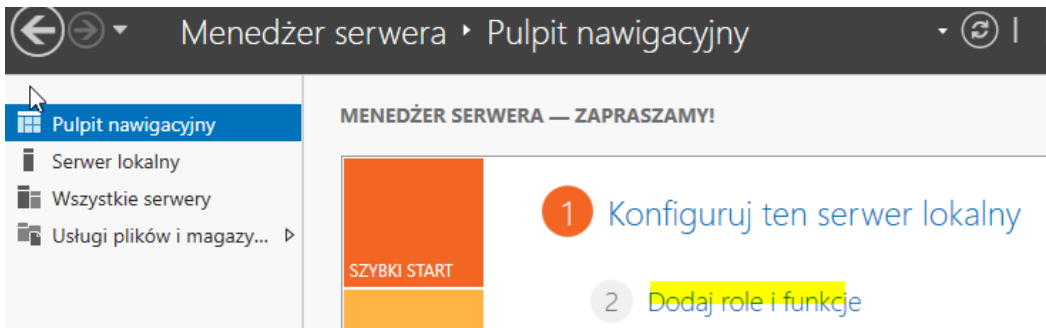 Menedżer serwera ‣ Pulpit nawigacyjny
Pulpit nawigacyjny
Serwer lokalny
Wszystkie serwery
Usługi plików i magazy...
MENEDŻER SERWERA — ZAPRASZAMY!
SZYBKI START
1 Konfiguruj ten serwer lokalny
2 Dodaj role i funkcje